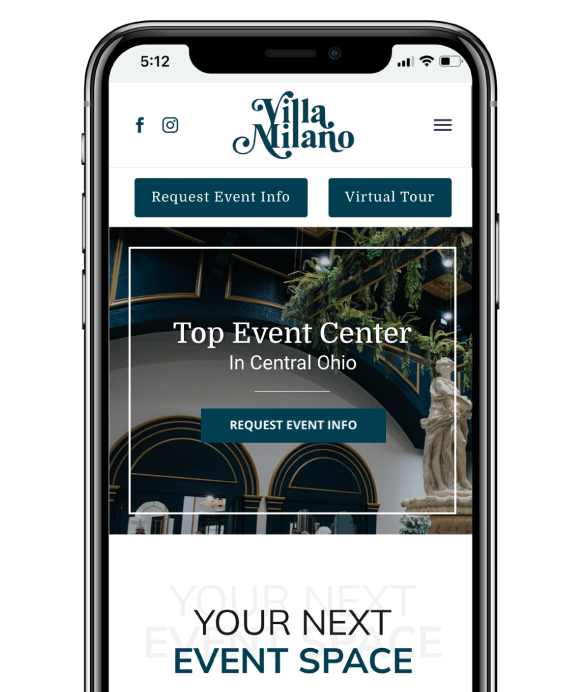 5:12
Villa
Milano
Request Event Info
Virtual Tour
Top Event Center
In Central Ohio
REQUEST EVENT INFO
YOUR NEXT
EVENT SPACE
YOUR NEXT
EVENT SPACE